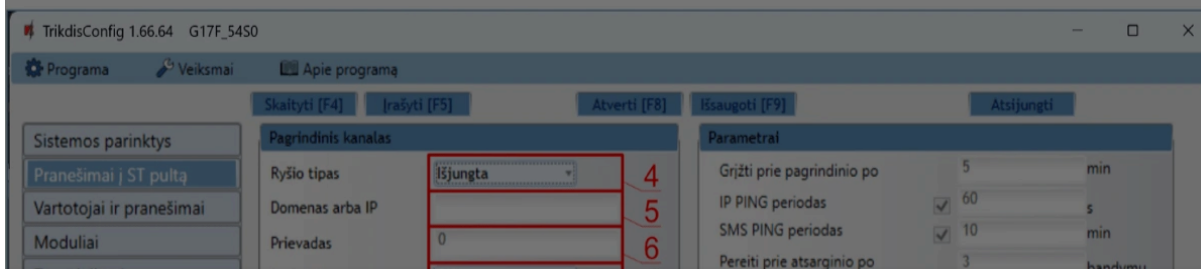 TrikdisConfig 1.66.64 G17F_54S0
Programa Veiksmai Apie programą
Skaityti [F4] Įrašyti [F5] Atverti [F8] Išsaugoti [F9] Atsijungti
Sistemos parinktys
Pranešimai į ST pultą
Vartotojai ir pranešimai
Moduliai
Pagrindinis kanalas
Ryšio tipas Išjungta 4
Domenas arba IP 5
Prievadas 0 6
Parametrai
Grįžti prie pagrindinio po 5 min
IP PING periodas 60 s
SMS PING periodas 10 min
Pereiti prie atsarginio po 3 bandymų